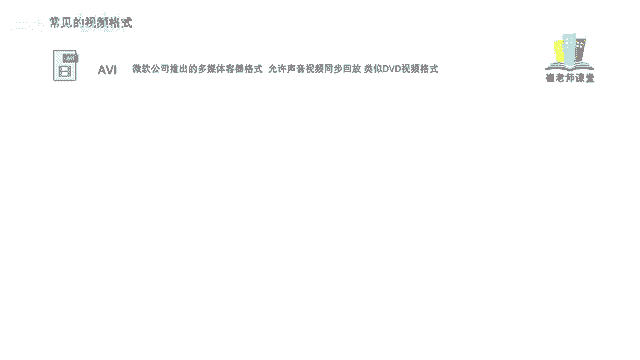 常见的视频格式
AVI 微软公司推出的多媒体容器格式 允许声音视频同步回放 类似DVD视频格式
崔老师课堂